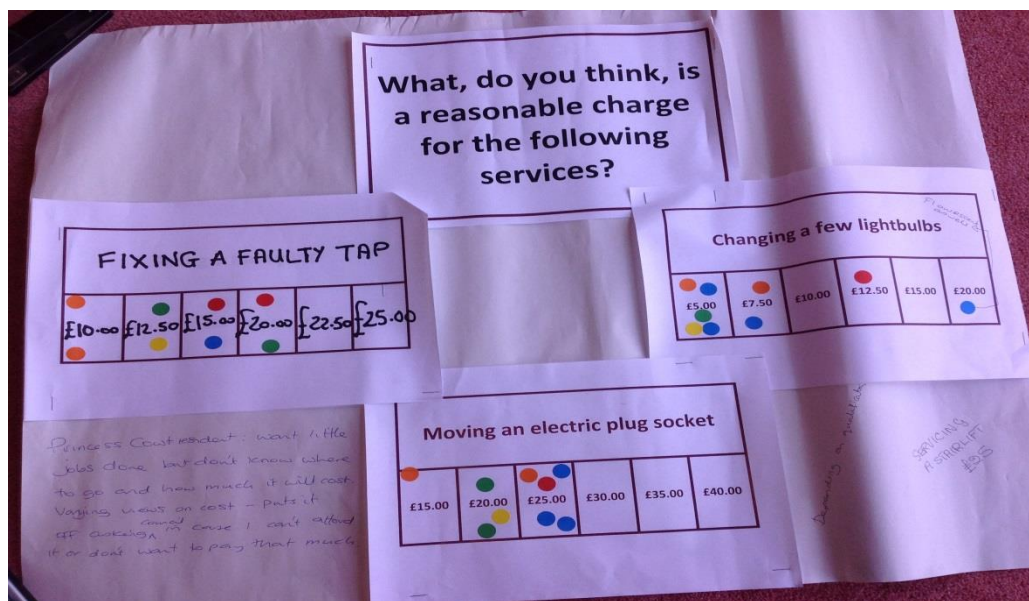 What, do you think, is
a reasonable charge
for the following
services?
FIXING A FAULTY TAP
£10.00 £12.50 £15.00 £20.00 £22.50 £25.00
Changing a few lightbulbs
£5.00 £7.50 £10.00 £12.50 £15.00 £20.00
Moving an electric plug socket
£15.00 £20.00 £25.00 £30.00 £35.00 £40.00
Princess Court resident: want little
jobs done but don't know where
to go and how much it will cost.
Varying views on cost - puts it
off cause I can't afford
it or don't want to pay that much
Depending on
SERVICING
A STAIRLIFT
£95